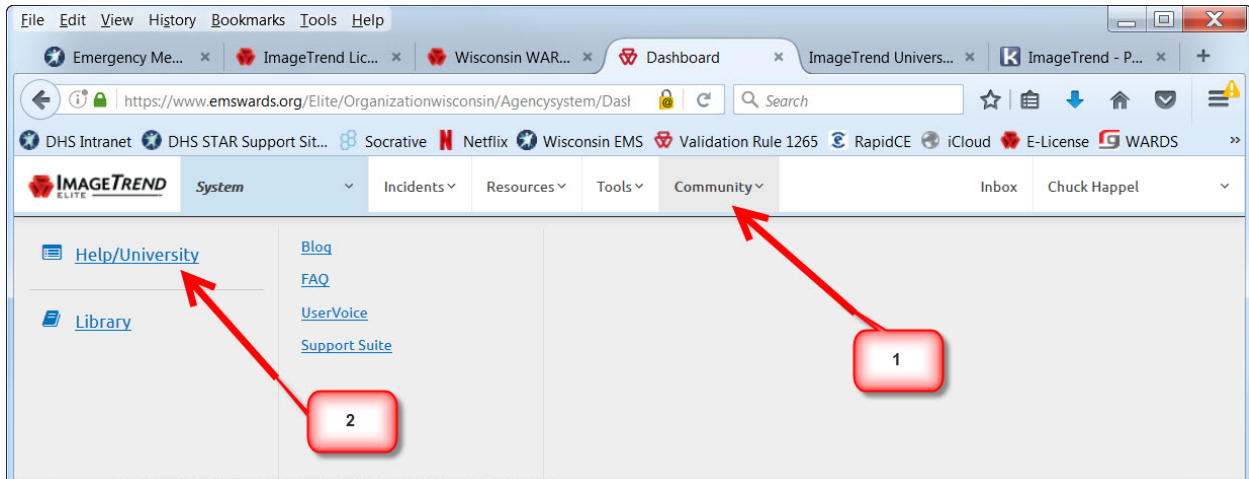 File Edit View History Bookmarks Tools Help
Emergency Me... × ImageTrend Lic... × Wisconsin WAR... × Dashboard × ImageTrend Univers... × ImageTrend - P... × +
https://www.emswards.org/Elite/Organizationwisconsin/Agencysystem/Dasl Search
DHS Intranet DHS STAR Support Sit... Socrative Netflix Wisconsin EMS Validation Rule 1265 RapidCE iCloud E-License WARDS »
IMAGETREND ELITE System Incidents Resources Tools Community Inbox Chuck Happel
Help/University
Library
Blog
FAQ
UserVoice
Support Suite
1
2